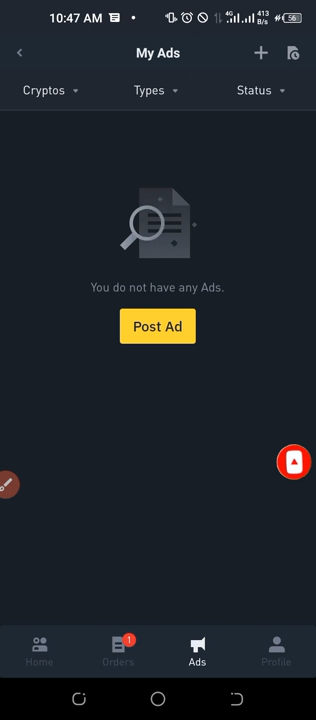 10:47 AM
4G
413
B/s
56
My Ads
Cryptos
Types
Status
You do not have any Ads.
Post Ad
1
Home
Orders
Ads
Profile